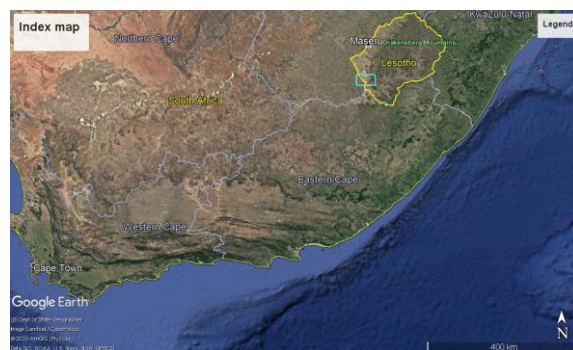 Index map
Northern Cape
KwaZulu-Natal
Legend
Maseru
Drakensberg Mountains
Lesotho
South Africa
Eastern Cape
Western Cape
Cape Town
Google Earth
US Dept of State Geographer
Image Landsat / Copernicus
N
400 km